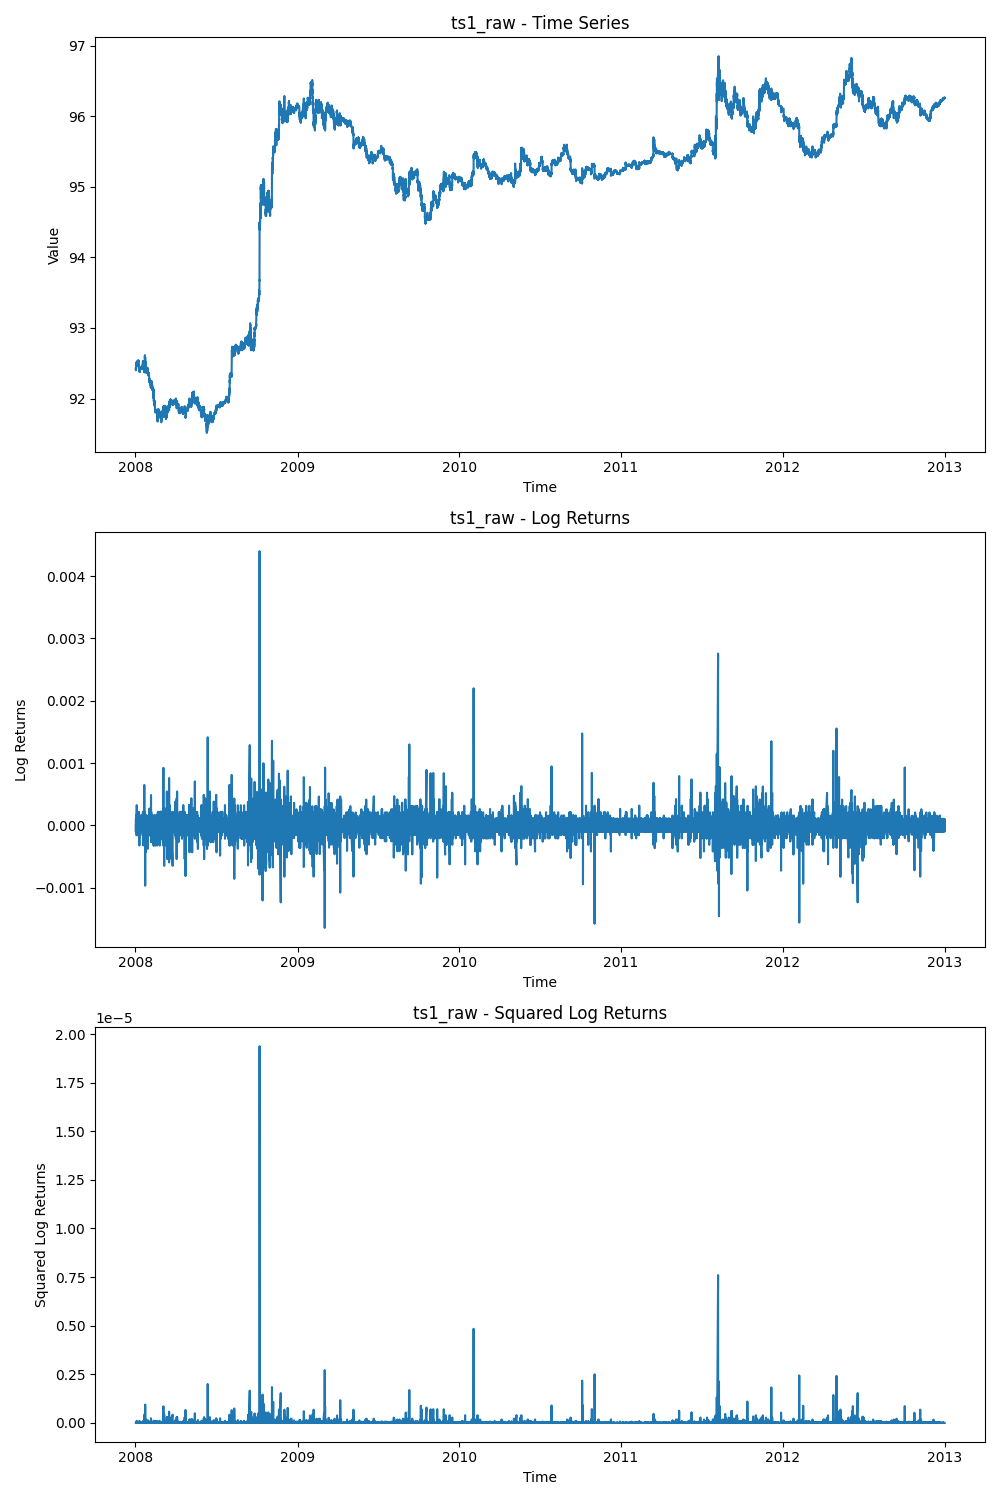 ts1_raw - Time Series
97
96
95
94
93
92
Value
2008 2009 2010 2011 2012 2013
Time
ts1_raw - Log Returns
0.004
0.003
0.002
0.001
0.000
−0.001
Log Returns
2008 2009 2010 2011 2012 2013
Time
ts1_raw - Squared Log Returns
1e−5
2.00
1.75
1.50
1.25
1.00
0.75
0.50
0.25
0.00
Squared Log Returns
2008 2009 2010 2011 2012 2013
Time